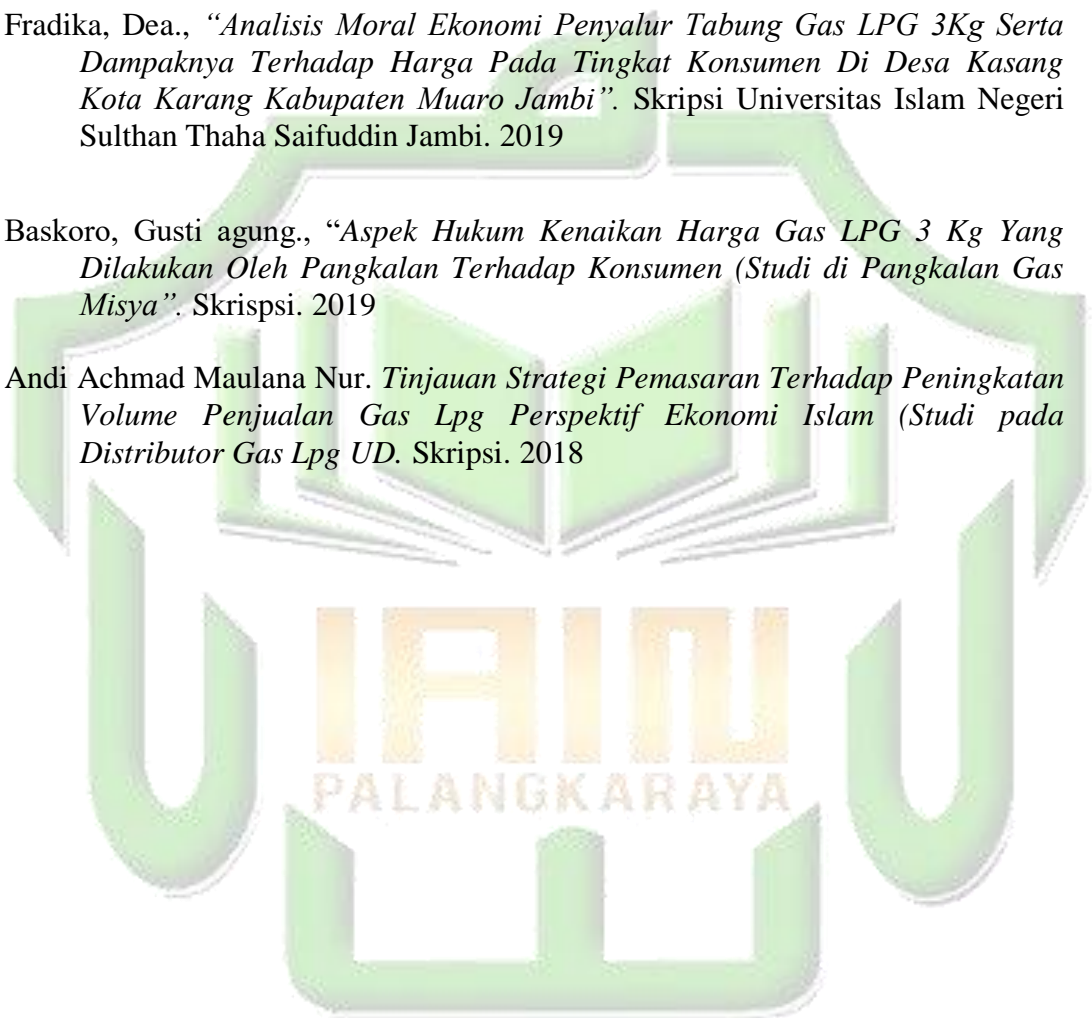 Fradika, Dea., “Analisis Moral Ekonomi Penyalur Tabung Gas LPG 3Kg Serta
Dampaknya Terhadap Harga Pada Tingkat Konsumen Di Desa Kasang
Kota Karang Kabupaten Muaro Jambi”. Skripsi Universitas Islam Negeri
Sulthan Thaha Saifuddin Jambi. 2019
Baskoro, Gusti agung., “Aspek Hukum Kenaikan Harga Gas LPG 3 Kg Yang
Dilakukan Oleh Pangkalan Terhadap Konsumen (Studi di Pangkalan Gas
Misya”. Skrispsi. 2019
Andi Achmad Maulana Nur. Tinjauan Strategi Pemasaran Terhadap Peningkatan
Volume Penjualan Gas Lpg Perspektif Ekonomi Islam (Studi pada
Distributor Gas Lpg UD. Skripsi. 2018
IAIN
PALANGKARAYA